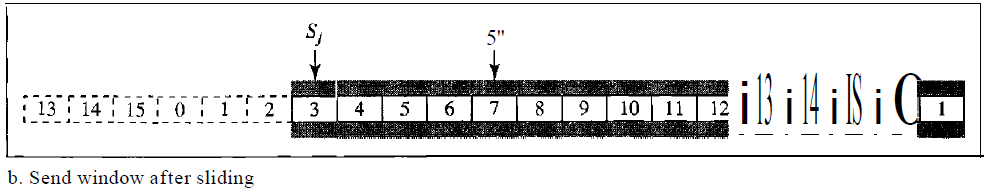 Sf 5"
13 14 15 0 1 2 3 4 5 6 7 8 9 10 11 12 i 13 i 14 i IS i O 1
b. Send window after sliding